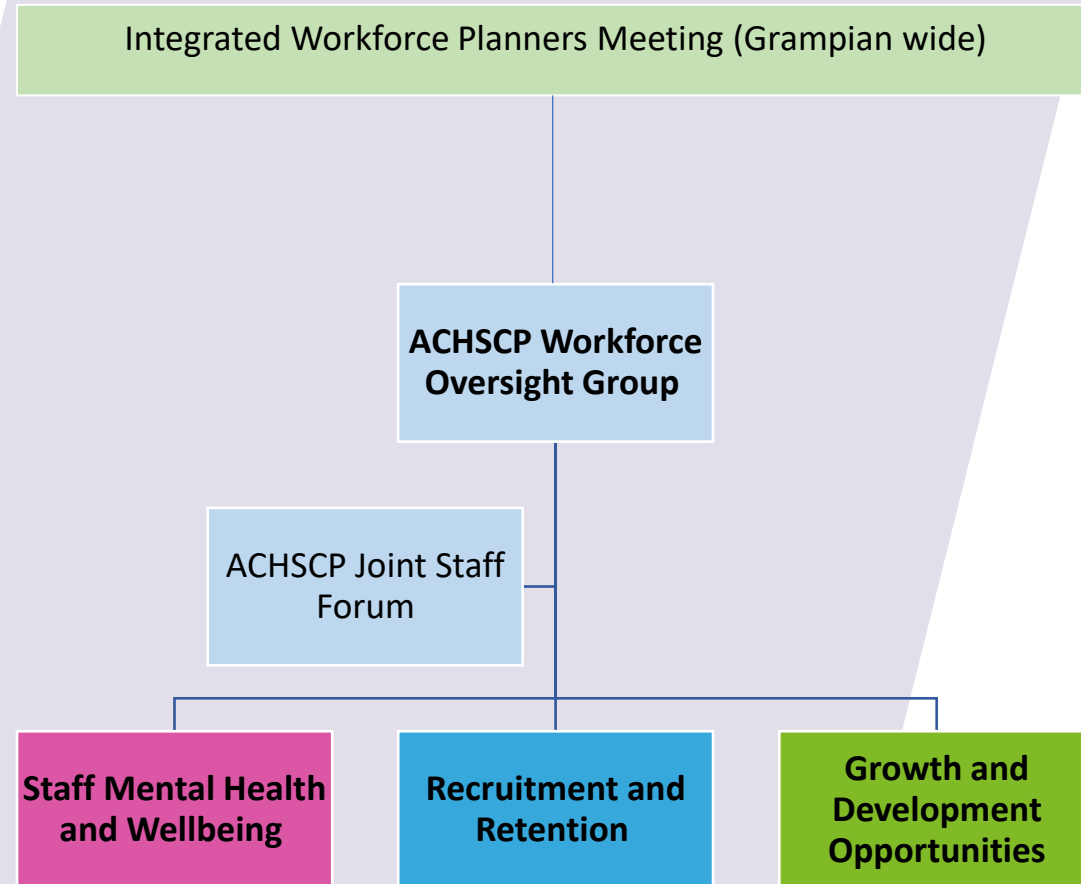 Integrated Workforce Planners Meeting (Grampian wide)
ACHSCP Workforce
Oversight Group
ACHSCP Joint Staff
Forum
Staff Mental Health
and Wellbeing
Recruitment and
Retention
Growth and
Development
Opportunities